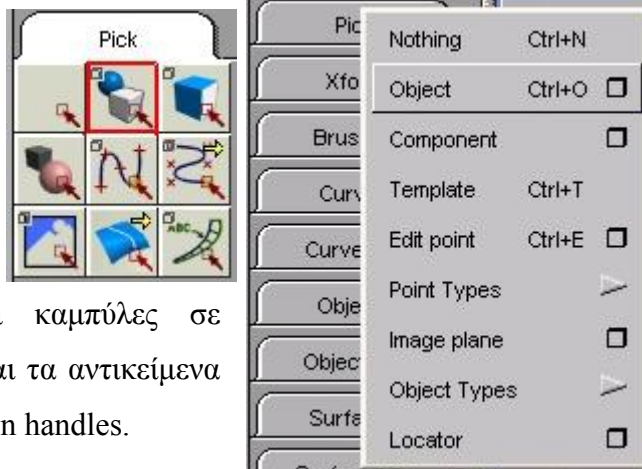 Pick
ABC
καμπύλες σε
αι τα αντικείμενα
n handles.
Pic
Xfo
Brus
Curv
Curve
Obje
Objec
Surfa
Nothing Ctrl+N
Object Ctrl+O
Component
Template Ctrl+T
Edit point Ctrl+E
Point Types
Image plane
Object Types
Locator